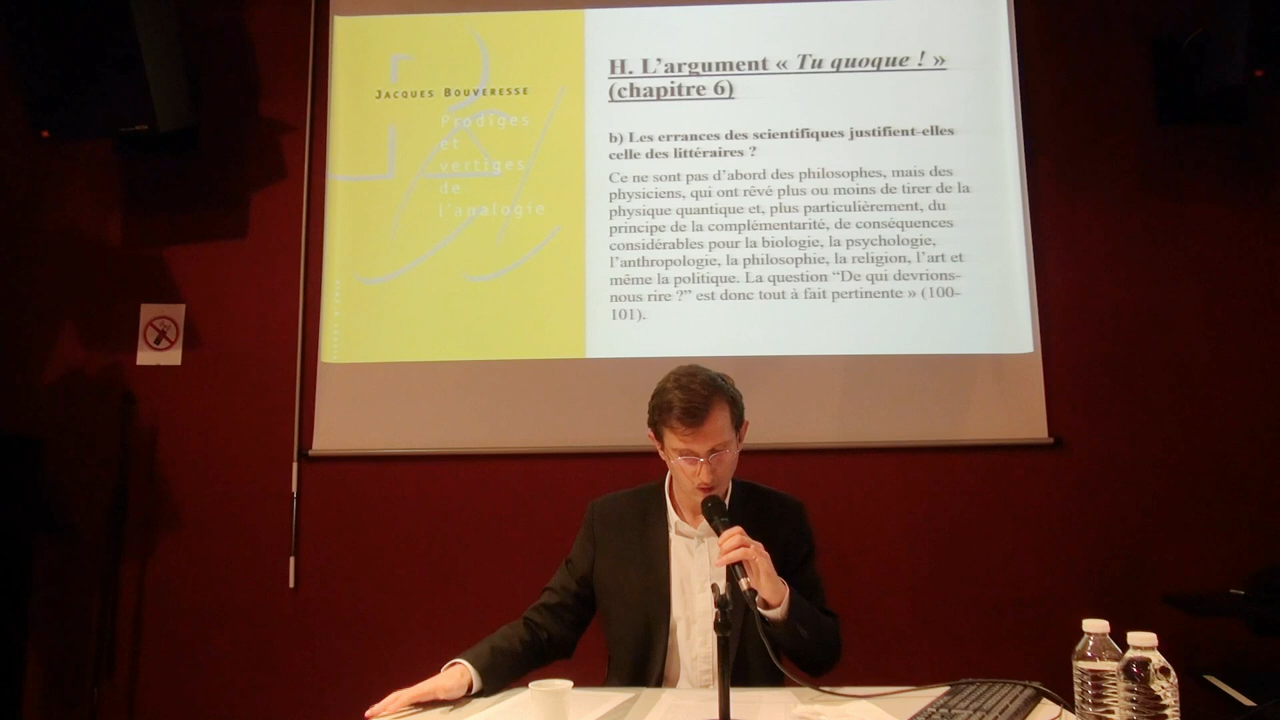 JACQUES BOUVERESSE
Prodiges
et
vertiges
de
l'analogie
H. L'argument « Tu quoque ! »
(chapitre 6)
b) Les errances des scientifiques justifient-elles
celle des littéraires ?
Ce ne sont pas d'abord des philosophes, mais des
physiciens, qui ont rêvé plus ou moins de tirer de la
physique quantique et, plus particulièrement, du
principe de la complémentarité, de conséquences
considérables pour la biologie, la psychologie,
l'anthropologie, la philosophie, la religion, l'art et
même la politique. La question “De qui devrions-
nous rire ?” est donc tout à fait pertinente » (100-
101).